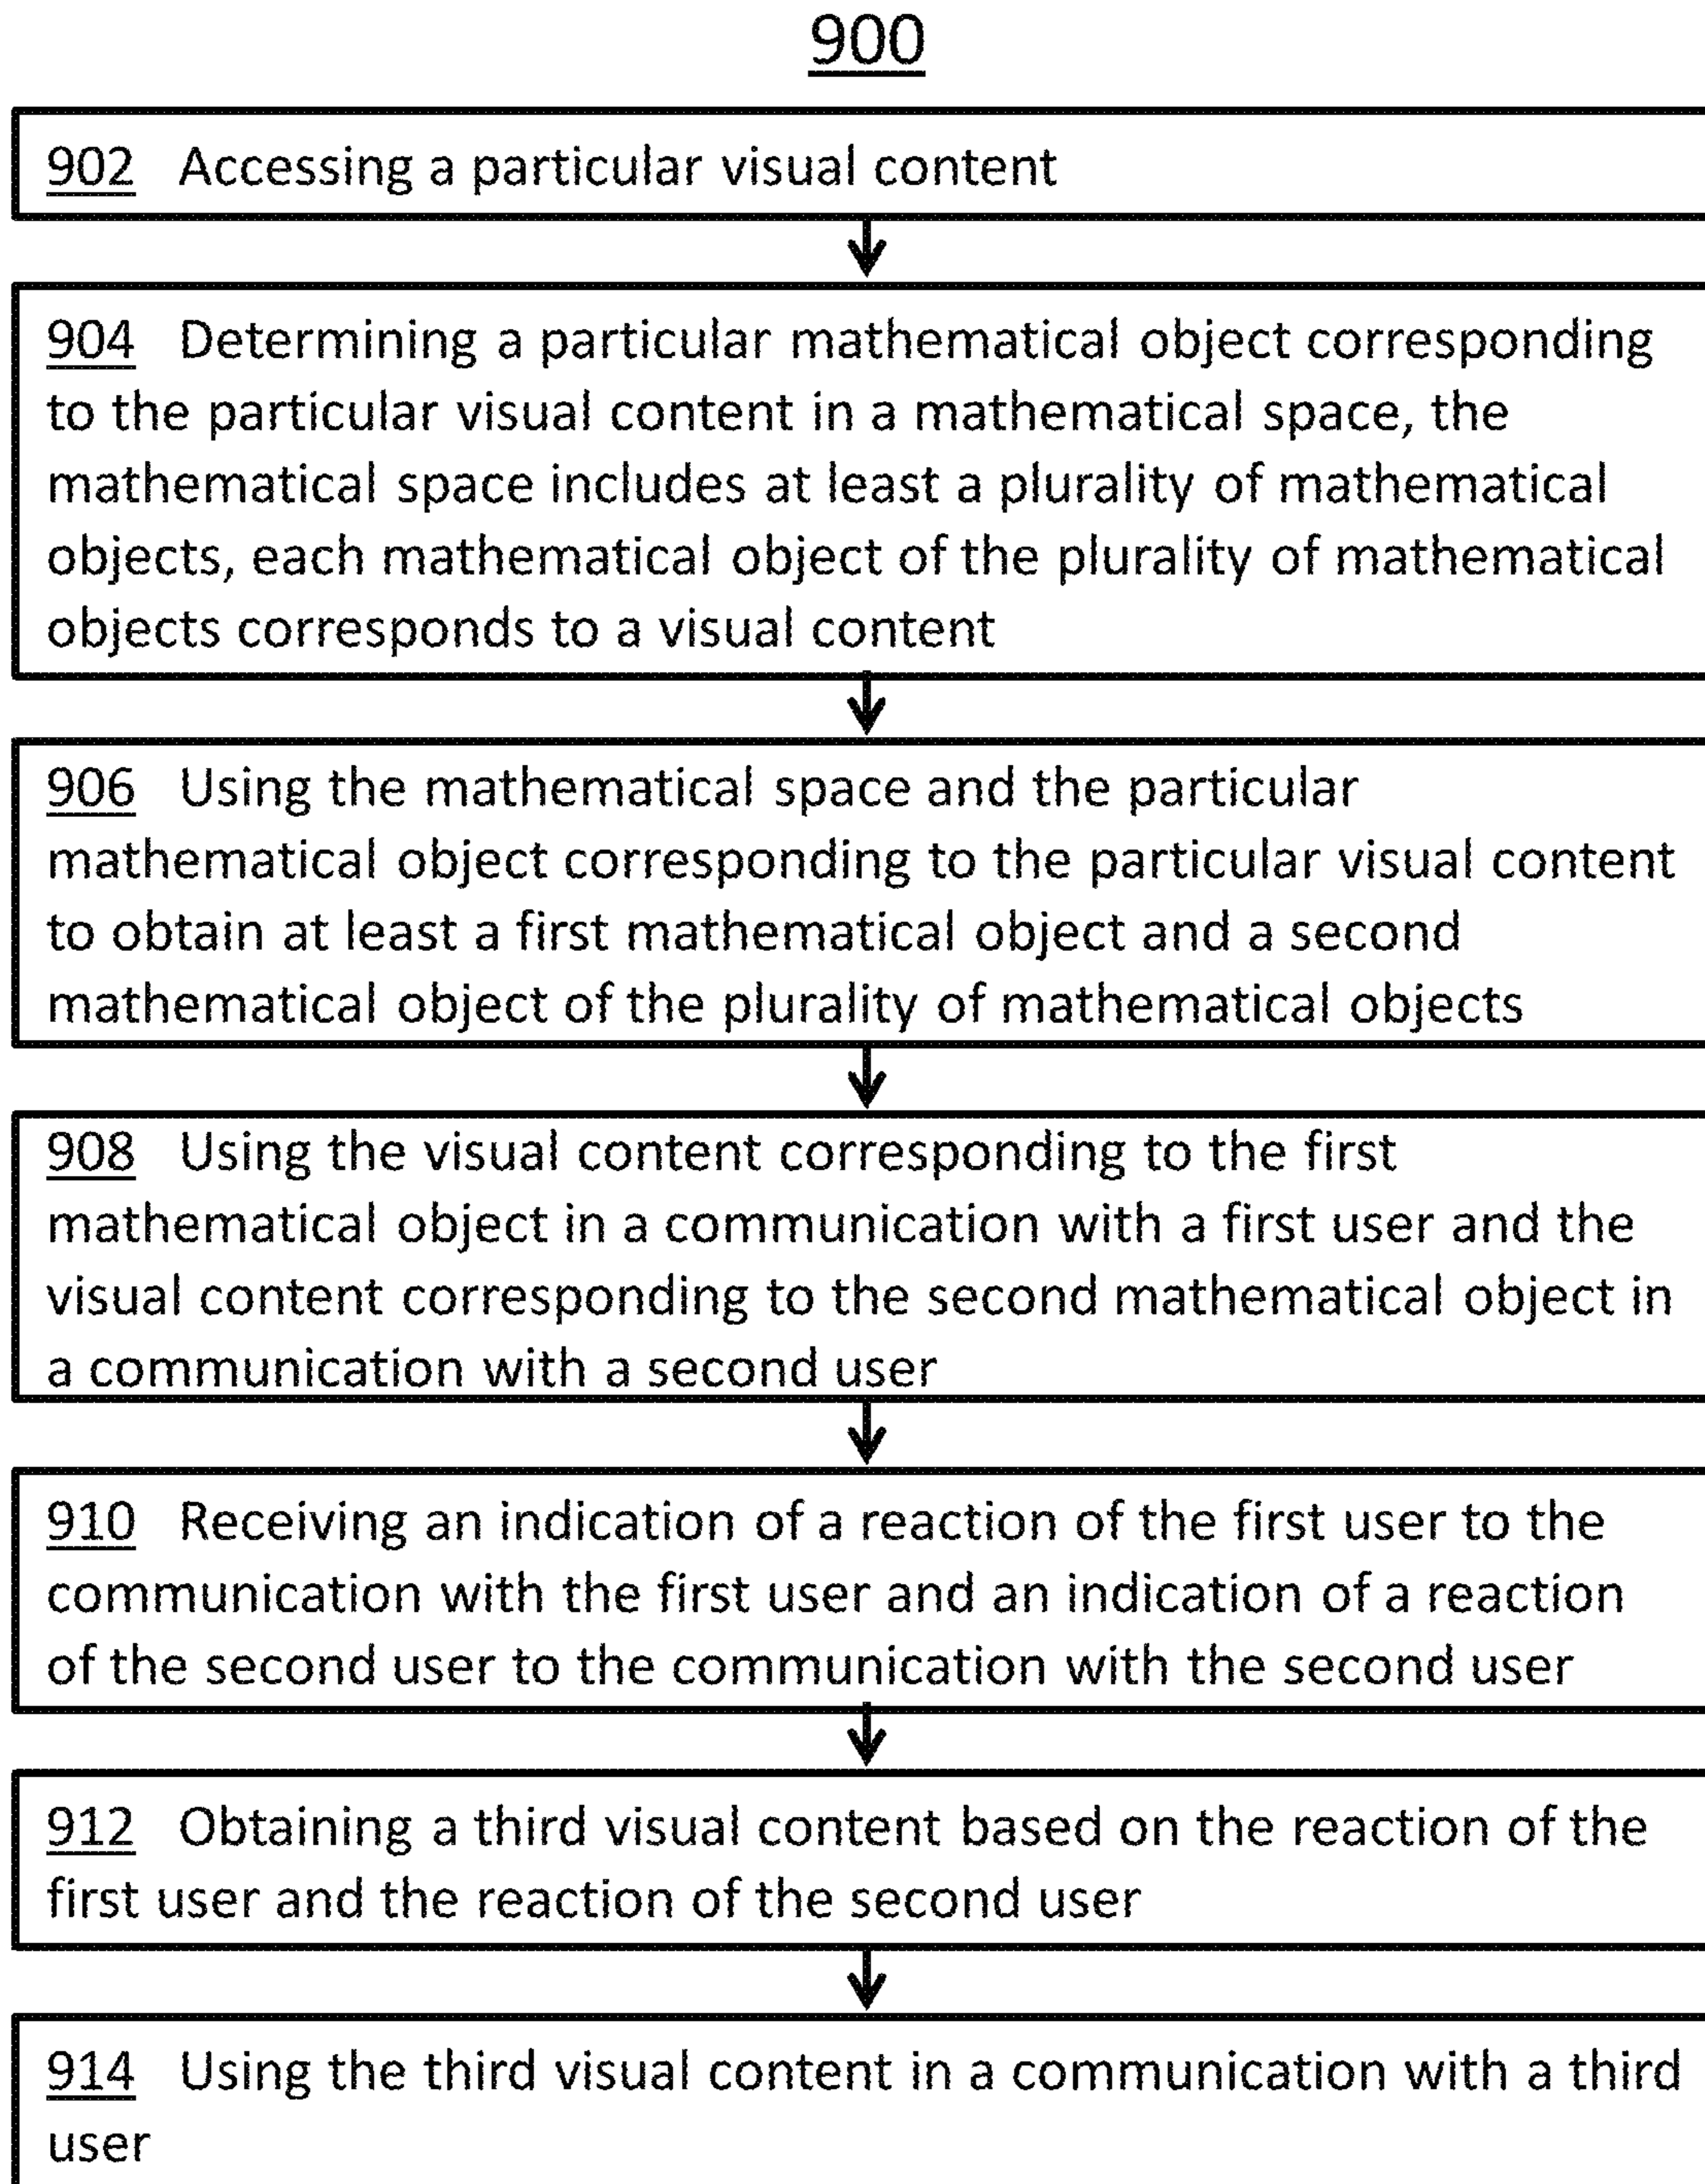 900
902 Accessing a particular visual content
904 Determining a particular mathematical object corresponding
to the particular visual content in a mathematical space, the
mathematical space includes at least a plurality of mathematical
objects, each mathematical object of the plurality of mathematical
objects corresponds to a visual content
906 Using the mathematical space and the particular
mathematical object corresponding to the particular visual content
to obtain at least a first mathematical object and a second
mathematical object of the plurality of mathematical objects
908 Using the visual content corresponding to the first
mathematical object in a communication with a first user and the
visual content corresponding to the second mathematical object in
a communication with a second user
910 Receiving an indication of a reaction of the first user to the
communication with the first user and an indication of a reaction
of the second user to the communication with the second user
912 Obtaining a third visual content based on the reaction of the
first user and the reaction of the second user
914 Using the third visual content in a communication with a third
user